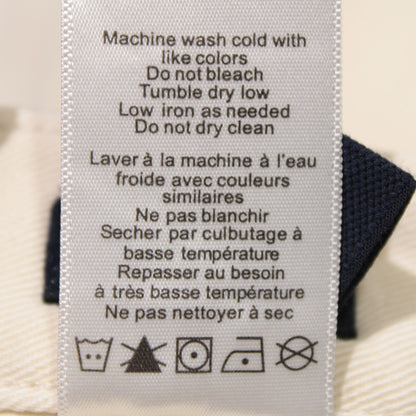 Machine wash cold with
like colors
Do not bleach
Tumble dry low
Low iron as needed
Do not dry clean
Laver à la machine à l'eau
froide avec couleurs
similaires
Ne pas blanchir
Secher par culbutage à
basse température
Repasser au besoin
à très basse température
Ne pas nettoyer à sec